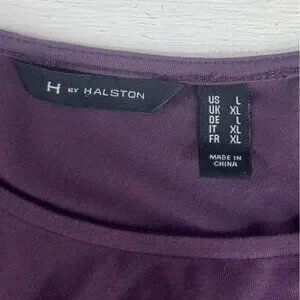 H BY HALSTON
US L
UK XL
DE L
IT XL
FR XL
MADE IN
CHINA